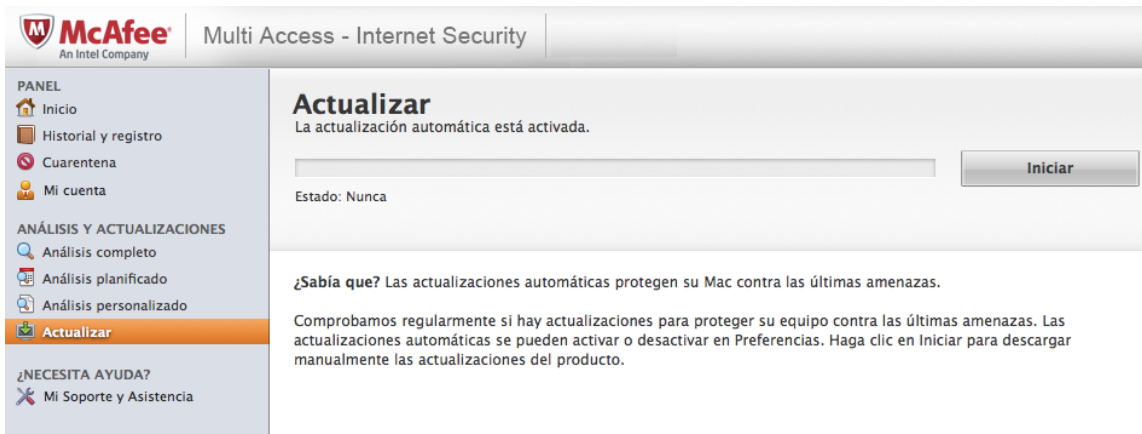 McAfee®
An Intel Company
Multi Access - Internet Security
PANEL
Inicio
Historial y registro
Cuarentena
Mi cuenta
ANÁLISIS Y ACTUALIZACIONES
Análisis completo
Análisis planificado
Análisis personalizado
Actualizar
¿NECESITA AYUDA?
Mi Soporte y Asistencia
Actualizar
La actualización automática está activada.
Iniciar
Estado: Nunca
¿Sabía que? Las actualizaciones automáticas protegen su Mac contra las últimas amenazas.
Comprobamos regularmente si hay actualizaciones para proteger su equipo contra las últimas amenazas. Las
actualizaciones automáticas se pueden activar o desactivar en Preferencias. Haga clic en Iniciar para descargar
manualmente las actualizaciones del producto.